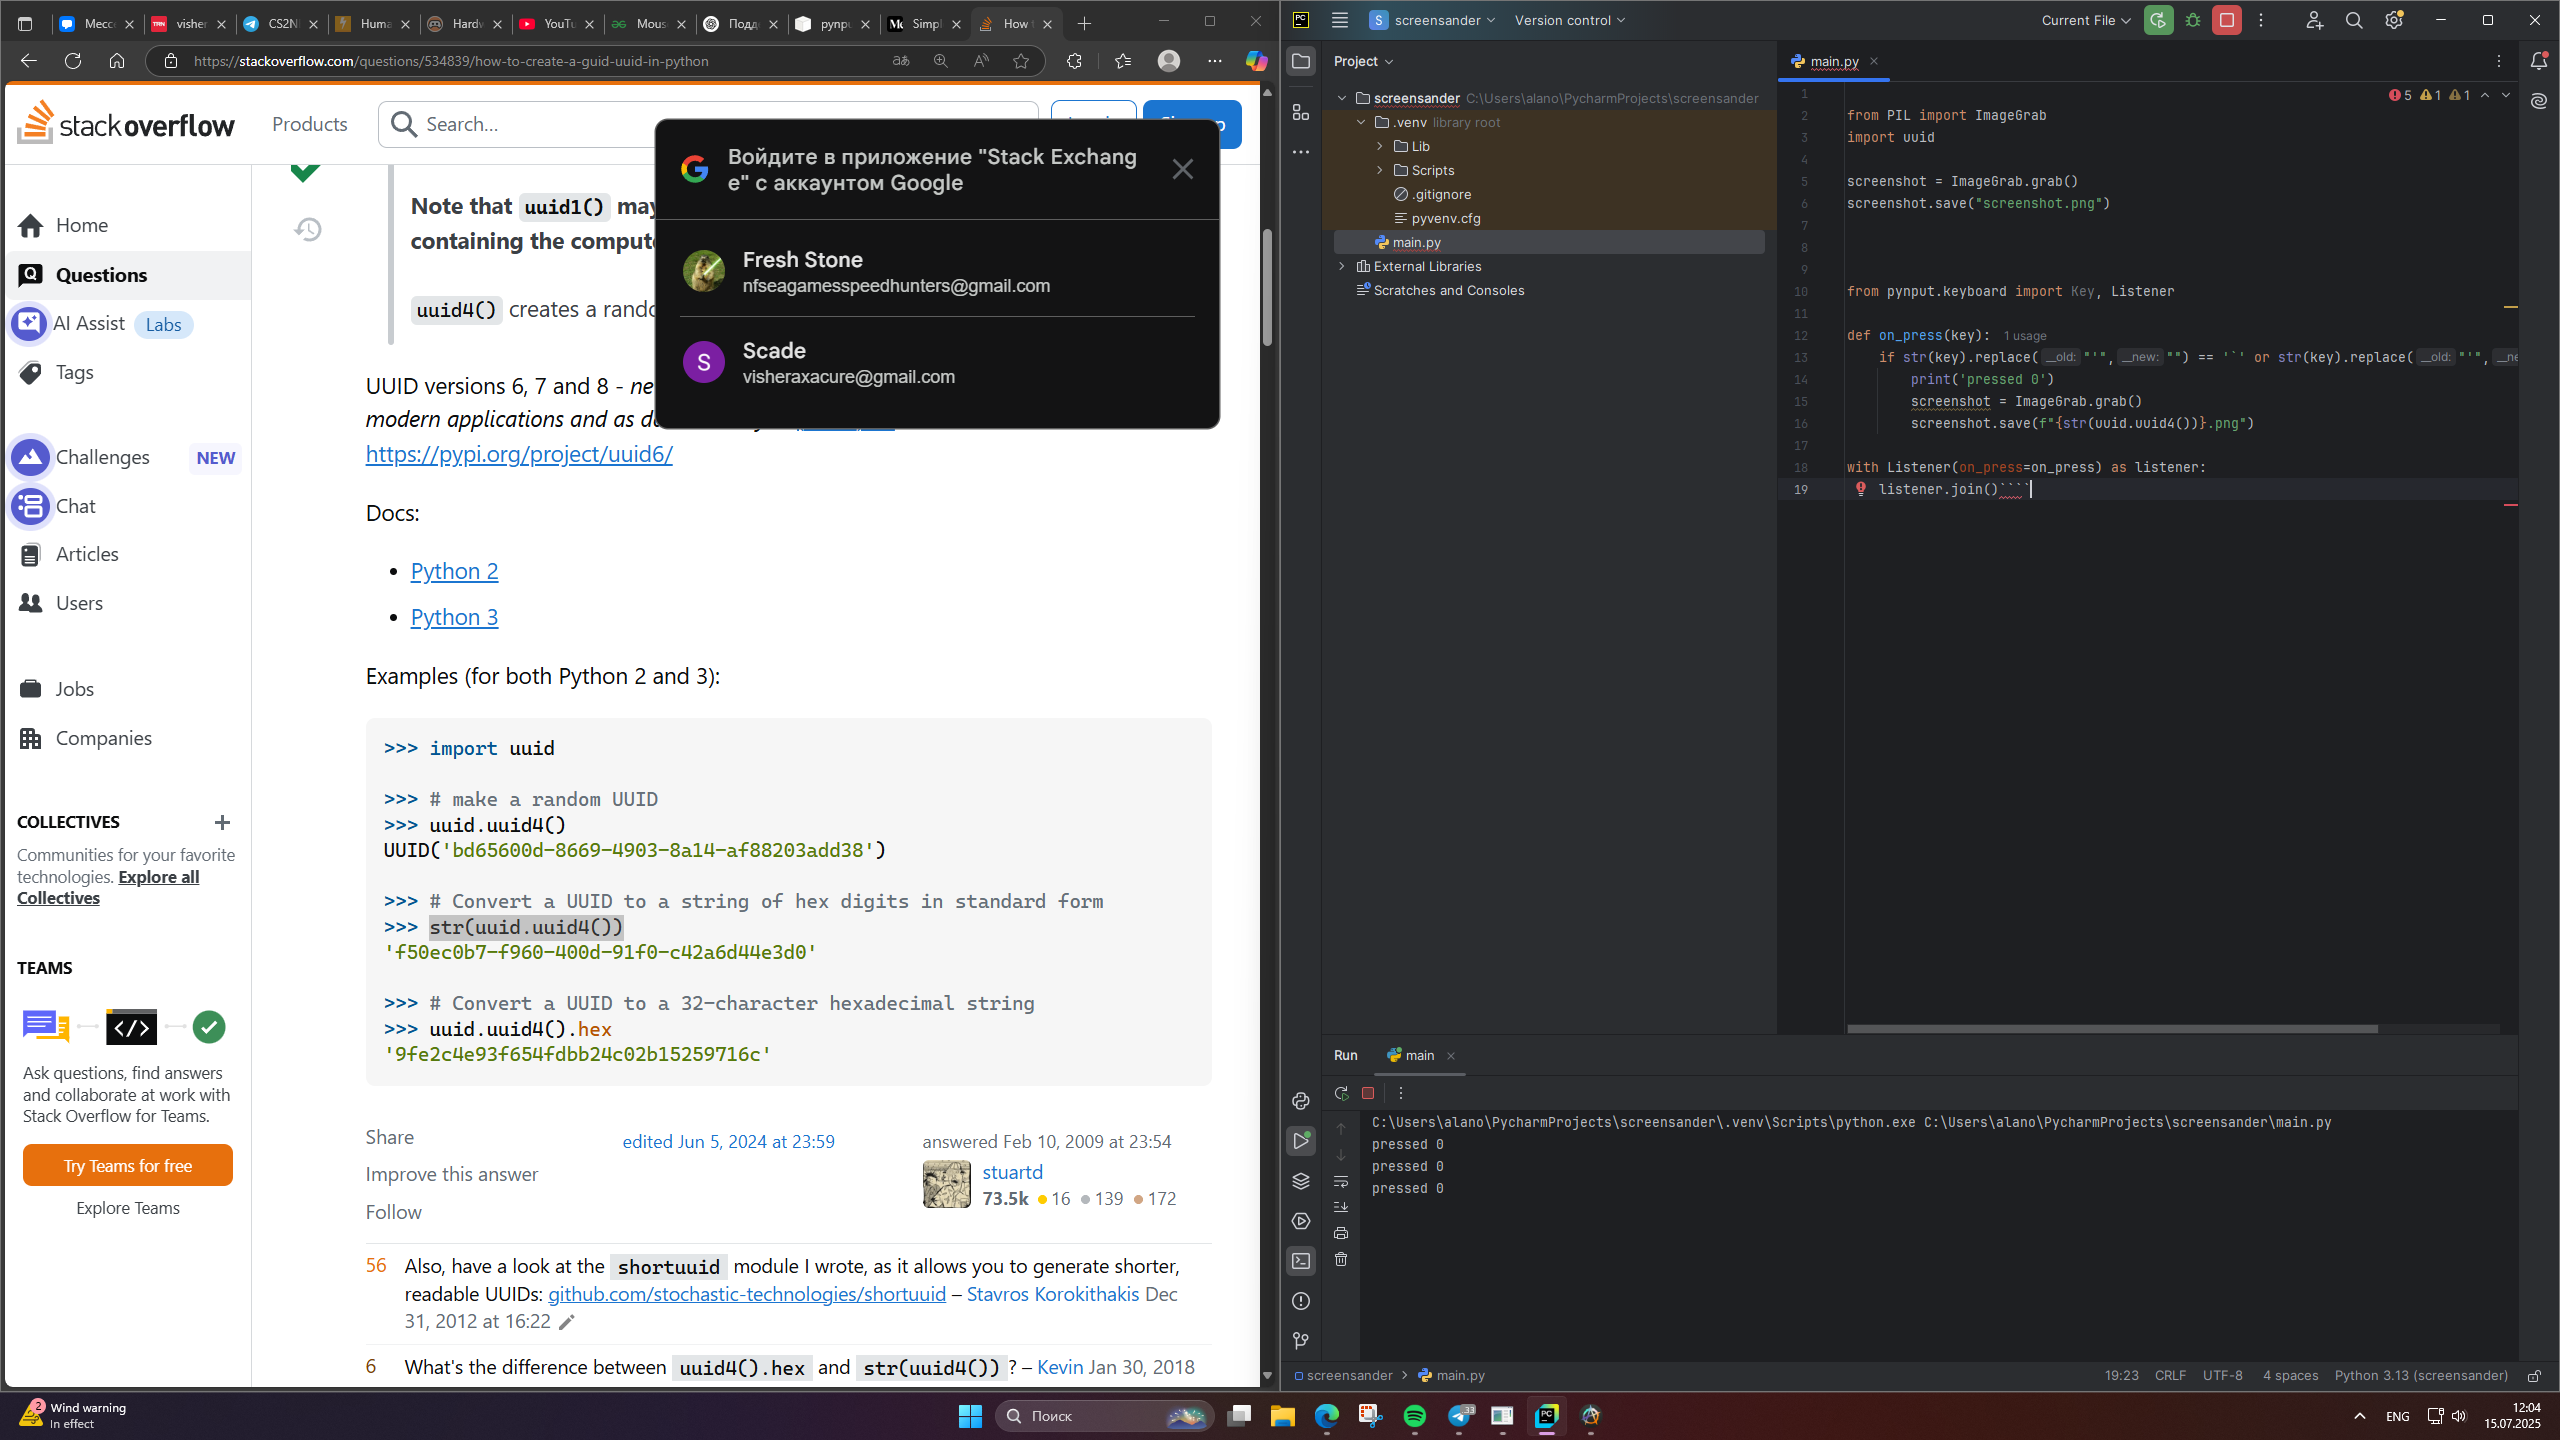 Mecce
visher
CS2N
Huma
Hardw
YouTu
Mous
Подд
pynpu
Simpl
How t
https://stackoverflow.com/questions/534839/how-to-create-a-guid-uuid-in-python
stackoverflow
Products
Search...
Войдите в приложение "Stack Exchang
e" с аккаунтом Google
Fresh Stone
nfseagamesspeedhunters@gmail.com
S
Scade
visheraxacure@gmail.com
Home
Questions
AI Assist Labs
Tags
Challenges NEW
Chat
Articles
Users
Jobs
Companies
COLLECTIVES
Communities for your favorite
technologies. Explore all
Collectives
TEAMS
Ask questions, find answers
and collaborate at work with
Stack Overflow for Teams.
Try Teams for free
Explore Teams
Note that uuid1() may
containing the compute
uuid4() creates a rando
UUID versions 6, 7 and 8 - ne
modern applications and as da
https://pypi.org/project/uuid6/
Docs:
Python 2
Python 3
Examples (for both Python 2 and 3):
>>> import uuid
>>> # make a random UUID
>>> uuid.uuid4()
UUID('bd65600d-8669-4903-8a14-af88203add38')
>>> # Convert a UUID to a string of hex digits in standard form
>>> str(uuid.uuid4())
'f50ec0b7-f960-400d-91f0-c42a6d44e3d0'
>>> # Convert a UUID to a 32-character hexadecimal string
>>> uuid.uuid4().hex
'9fe2c4e93f654fdbb24c02b15259716c'
Share
Improve this answer
Follow
edited Jun 5, 2024 at 23:59
answered Feb 10, 2009 at 23:54
stuartd
73.5k 16 139 172
56 Also, have a look at the shortuuid module I wrote, as it allows you to generate shorter,
readable UUIDs: github.com/stochastic-technologies/shortuuid – Stavros Korokithakis Dec
31, 2012 at 16:22
6 What's the difference between uuid4().hex and str(uuid4()) ? – Kevin Jan 30, 2018
PC
S screensander
Version control
Current File
Project
screensander C:\Users\alano\PycharmProjects\screensander
.venv library root
Lib
Scripts
.gitignore
pyvenv.cfg
main.py
External Libraries
Scratches and Consoles
main.py
5 1 1
1
2 from PIL import ImageGrab
3 import uuid
4
5 screenshot = ImageGrab.grab()
6 screenshot.save("screenshot.png")
7
8
9
10 from pynput.keyboard import Key, Listener
11
12 def on_press(key): 1 usage
13 if str(key).replace( __old: "'", __new: "") == '`' or str(key).replace( __old: "'", __ne
14 print('pressed 0')
15 screenshot = ImageGrab.grab()
16 screenshot.save(f"{str(uuid.uuid4())}.png")
17
18 with Listener(on_press=on_press) as listener:
19 listener.join()````
Run
main
C:\Users\alano\PycharmProjects\screensander\.venv\Scripts\python.exe C:\Users\alano\PycharmProjects\screensander\main.py
pressed 0
pressed 0
pressed 0
screensander > main.py
19:23 CRLF UTF-8 4 spaces Python 3.13 (screensander)
2 Wind warning
In effect
Поиск
33
PC
ENG
12:04
15.07.2025